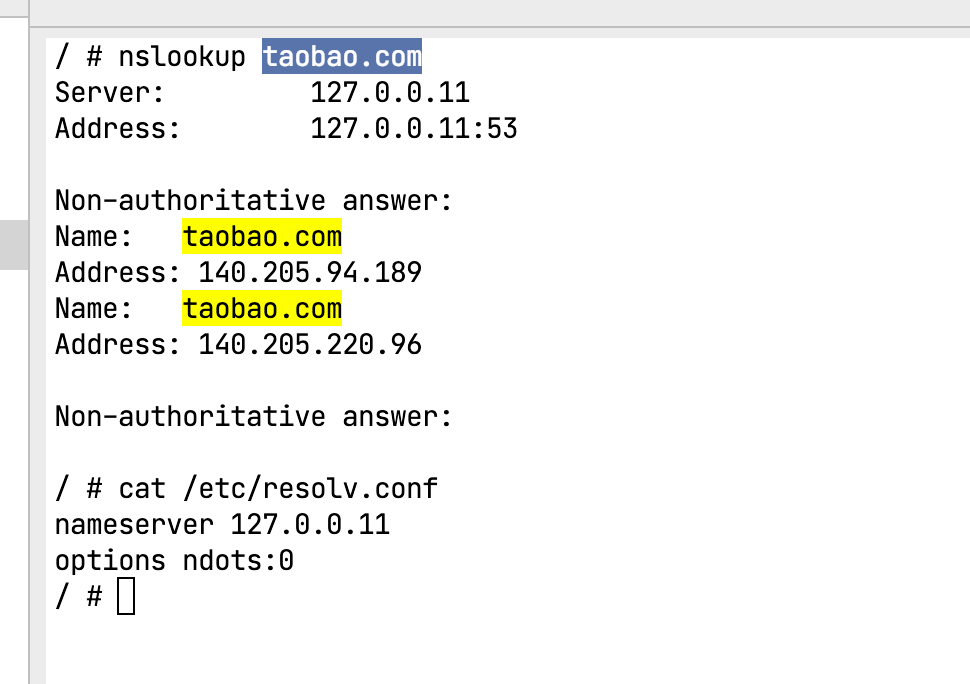 / # nslookup taobao.com
Server:         127.0.0.11
Address:        127.0.0.11:53
Non-authoritative answer:
Name:   taobao.com
Address: 140.205.94.189
Name:   taobao.com
Address: 140.205.220.96
Non-authoritative answer:
/ # cat /etc/resolv.conf
nameserver 127.0.0.11
options ndots:0
/ #